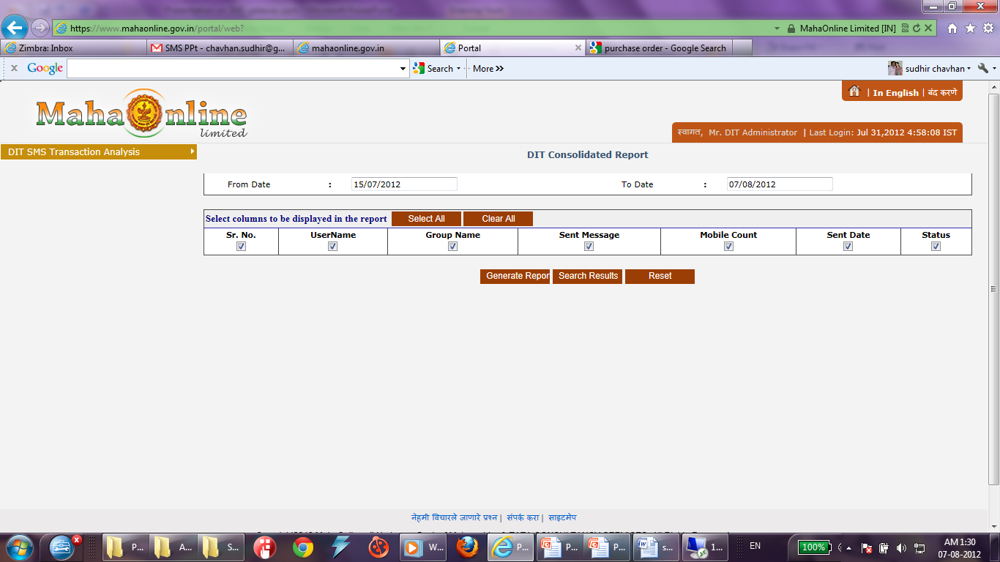 https://www.mahaonline.gov.in/portal/web?
MahaOnline Limited [IN]
Zimbra: Inbox
SMS PPt - chavhan.sudhir@g...
mahaonline.gov.in
Portal
purchase order - Google Search
Google
Search
More »
sudhir chavhan
| In English | बंद करणे
MahaOnline
limited
स्वागत, Mr. DIT Administrator | Last Login: Jul 31,2012 4:58:08 IST
DIT SMS Transaction Analysis
DIT Consolidated Report
From Date : 15/07/2012 To Date : 07/08/2012
Select columns to be displayed in the report Select All Clear All
Sr. No. UserName Group Name Sent Message Mobile Count Sent Date Status
Generate Repor Search Results Reset
नेहमी विचारले जाणारे प्रश्न | संपर्क करा | साइटमेप
P... A... S... W... P... P... P... s... 1... EN 100% AM 1:30
07-08-2012